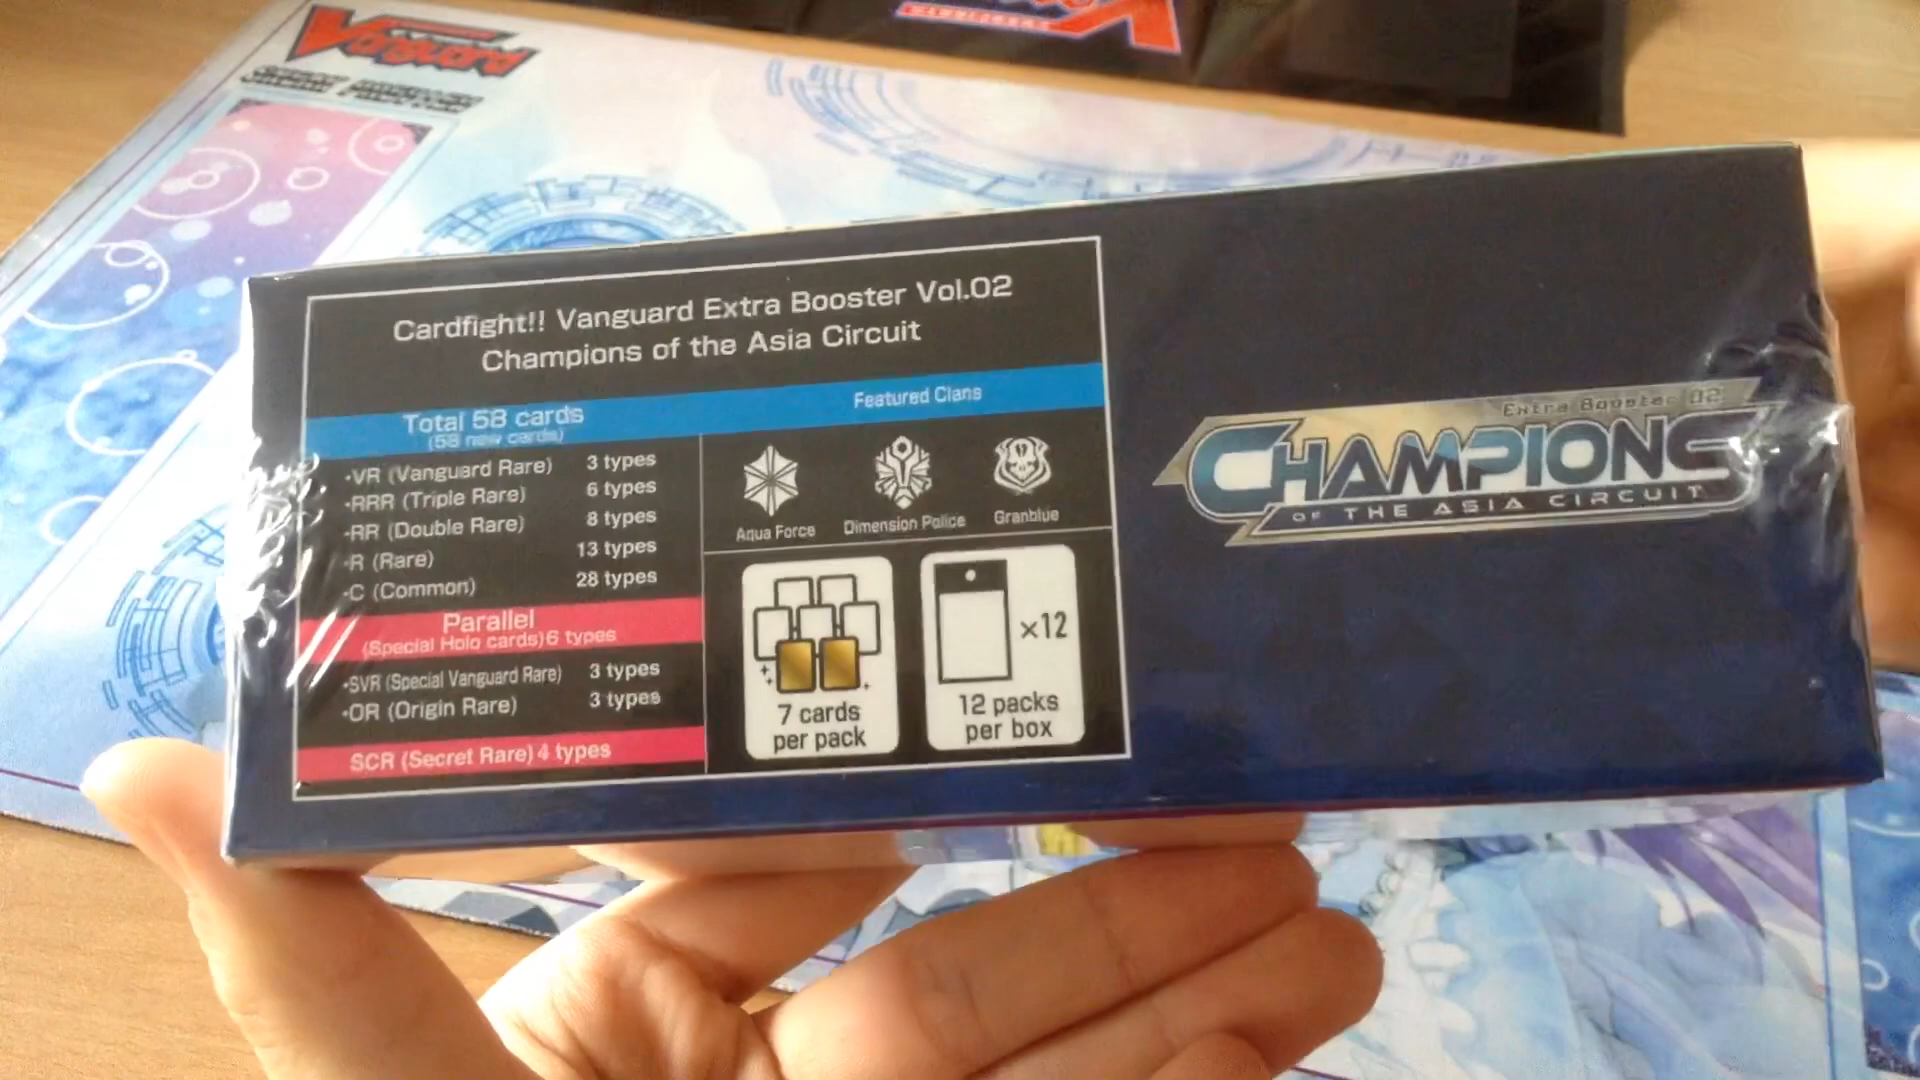 Vanguard
Cardfight!! Vanguard Extra Booster Vol.02
Champions of the Asia Circuit
Total 58 cards
(58 new cards)
Featured Clans
•VR (Vanguard Rare) 3 types
•RRR (Triple Rare) 6 types
•RR (Double Rare) 8 types
•R (Rare) 13 types
•C (Common) 28 types
Aqua Force
Dimension Police
Granblue
Parallel
(Special Holo cards) 6 types
•SVR (Special Vanguard Rare) 3 types
•OR (Origin Rare) 3 types
SCR (Secret Rare) 4 types
7 cards
per pack
×12
12 packs
per box
Extra Booster 02
CHAMPIONS
OF THE ASIA CIRCUIT